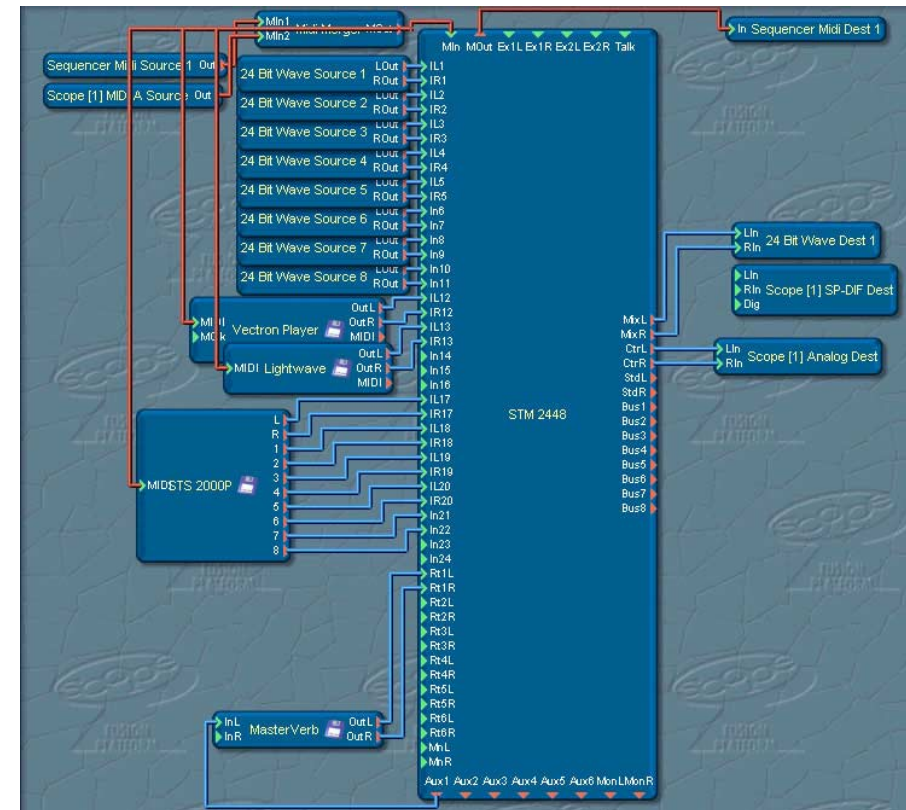 MIn1
MIn2 Midi Merger MOut
In Sequencer Midi Dest 1
MIn MOut Ex1L Ex1R Ex2L Ex2R Talk
Sequencer Midi Source 1 Out
Scope [1] MIDI A Source Out
24 Bit Wave Source 1 LOut
ROut
24 Bit Wave Source 2 LOut
ROut
24 Bit Wave Source 3 LOut
ROut
24 Bit Wave Source 4 LOut
ROut
24 Bit Wave Source 5 LOut
ROut
24 Bit Wave Source 6 LOut
ROut
24 Bit Wave Source 7 LOut
ROut
24 Bit Wave Source 8 LOut
ROut
OutL
MIDI Vectron Player OutR
MIDI
OutL
MIDI Lightwave OutR
MIDI
L
R
1
2
3
MIDI STS 2000P 4
5
6
7
8
InL MasterVerb OutL
InR OutR
IL1
IR1
IL2
IR2
IL3
IR3
IL4
IR4
IL5
IR5
In6
In7
In8
In9
In10
In11
IL12
IR12
IL13
IR13
In14
In15
In16
IL17
IR17
IL18
IR18
IL19
IR19
IL20
IR20
In21
In22
In23
In24
Rt1L
Rt1R
Rt2L
Rt2R
Rt3L
Rt3R
Rt4L
Rt4R
Rt5L
Rt5R
Rt6L
Rt6R
MnL
MnR
STM 2448
MixL
MixR
CtrL
CtrR
StdL
StdR
Bus1
Bus2
Bus3
Bus4
Bus5
Bus6
Bus7
Bus8
Aux1 Aux2 Aux3 Aux4 Aux5 Aux6 MonL MonR
LIn
RIn 24 Bit Wave Dest 1
LIn
RIn Scope [1] SP-DIF Dest
Dig
LIn
RIn Scope [1] Analog Dest
scope
FUSION
PLATFORM